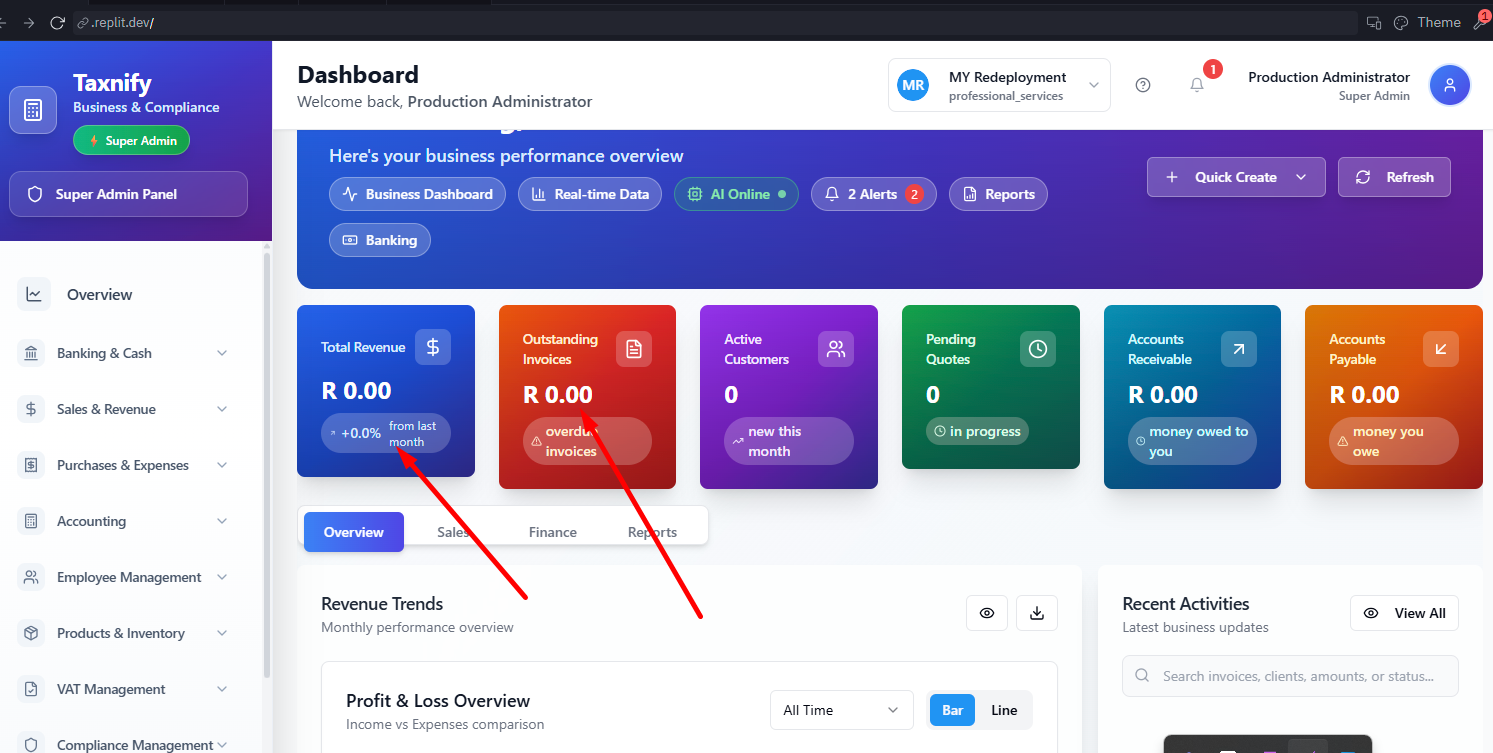 .replit.dev/
Theme
1
Taxnify
Business & Compliance
Super Admin
Super Admin Panel
Overview
Banking & Cash
Sales & Revenue
Purchases & Expenses
Accounting
Employee Management
Products & Inventory
VAT Management
Compliance Management
Dashboard
Welcome back, Production Administrator
MR
MY Redeployment
professional_services
1
Production Administrator
Super Admin
Here's your business performance overview
Business Dashboard
Real-time Data
AI Online
2 Alerts 2
Reports
Banking
Quick Create
Refresh
Total Revenue
R 0.00
+0.0%
from last
month
Outstanding
Invoices
R 0.00
overdue
invoices
Active
Customers
0
new this
month
Pending
Quotes
0
in progress
Accounts
Receivable
R 0.00
money owed to
you
Accounts
Payable
R 0.00
money you
owe
Overview
Sales
Finance
Reports
Revenue Trends
Monthly performance overview
Profit & Loss Overview
Income vs Expenses comparison
All Time
Bar
Line
Recent Activities
Latest business updates
View All
Search invoices, clients, amounts, or status...